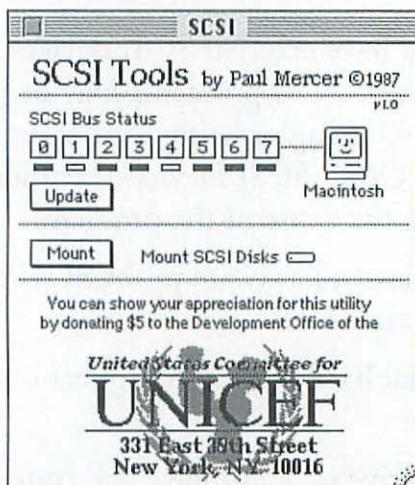 SCSI
SCSI Tools by Paul Mercer ©1987
v1.0
SCSI Bus Status
0 1 2 3 4 5 6 7
Update
Macintosh
Mount Mount SCSI Disks
You can show your appreciation for this utility
by donating $5 to the Development Office of the
United States Committee for
UNICEF
331 East 38th Street
New York, N.Y. 10016